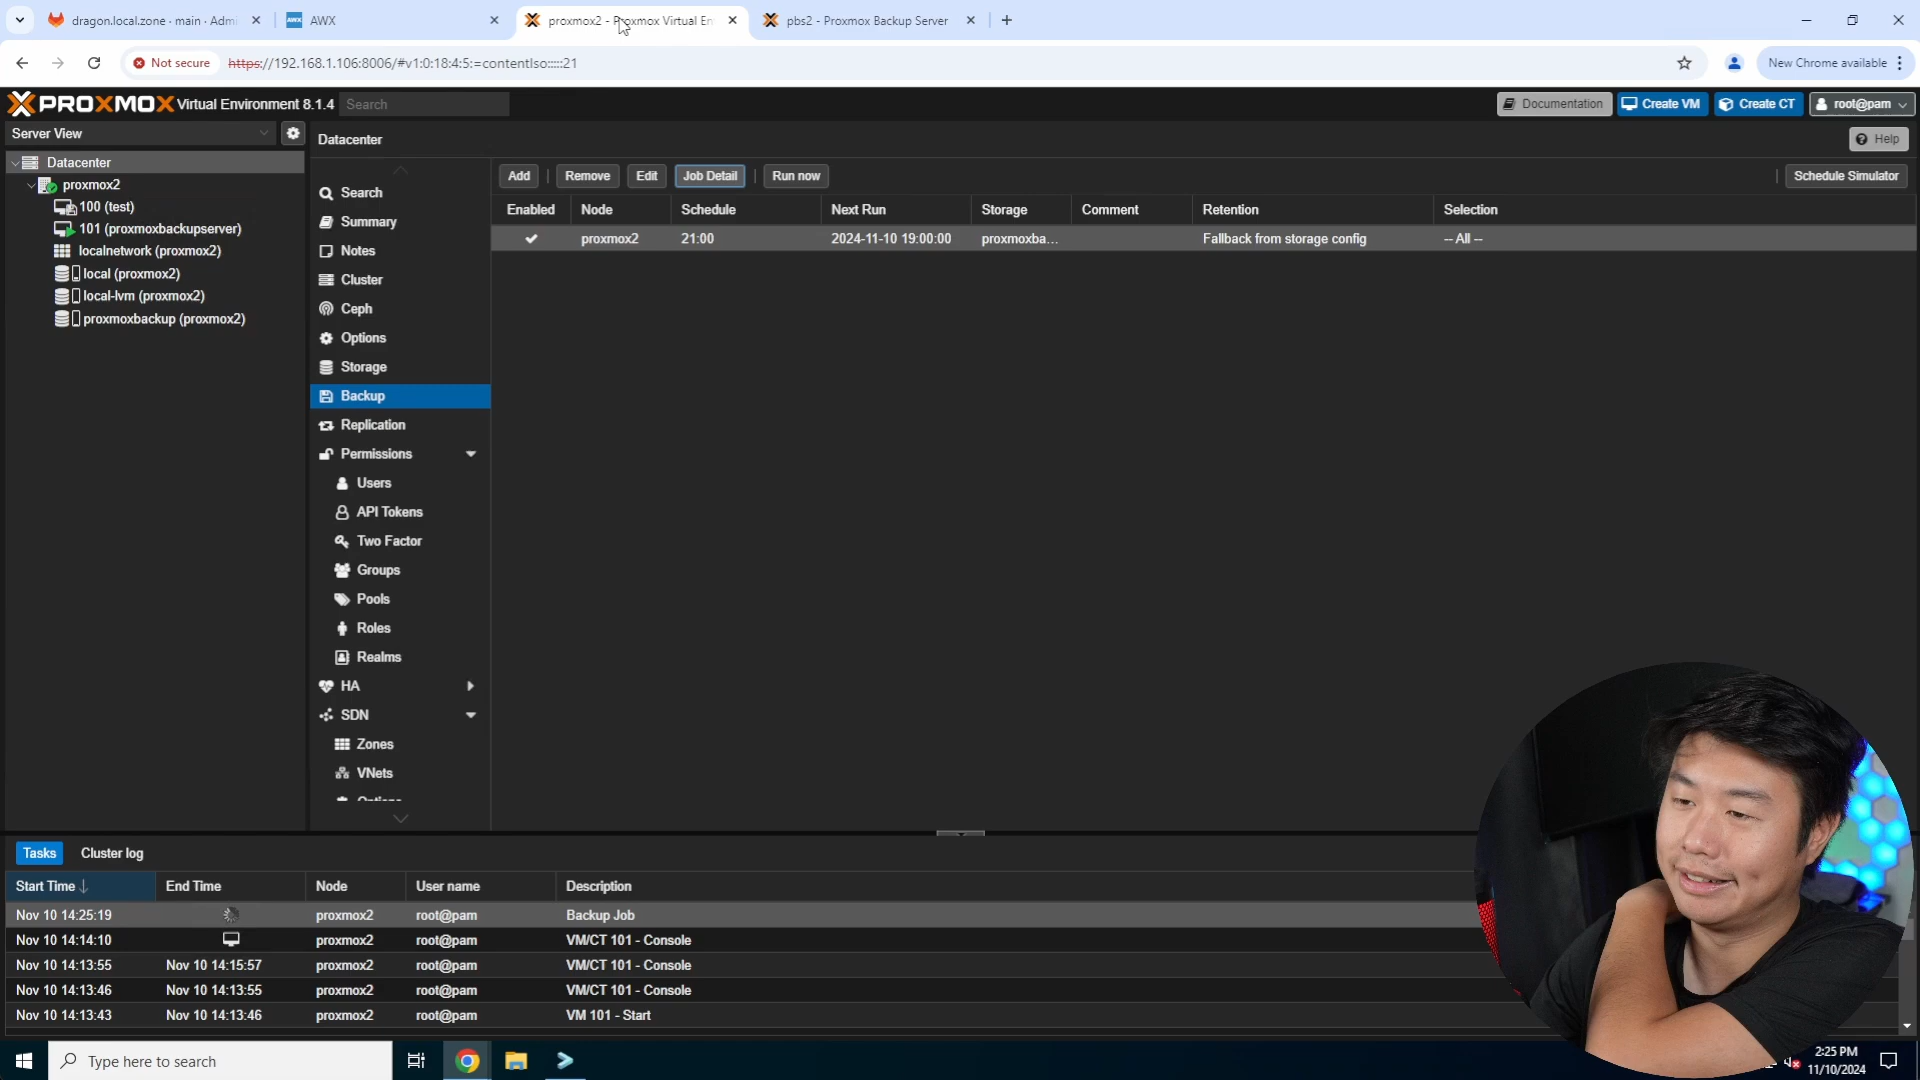 dragon.local.zone · main · Admi
AWX
AWX
proxmox2 - Proxmox Virtual En
pbs2 - Proxmox Backup Server
Not secure
https://192.168.1.106:8006/#v1:0:18:4:5:=contentIso:::::21
New Chrome available
PROXMOX Virtual Environment 8.1.4
Search
Documentation
Create VM
Create CT
root@pam
Server View
Datacenter
Help
Datacenter
proxmox2
100 (test)
101 (proxmoxbackupserver)
localnetwork (proxmox2)
local (proxmox2)
local-lvm (proxmox2)
proxmoxbackup (proxmox2)
Search
Summary
Notes
Cluster
Ceph
Options
Storage
Backup
Replication
Permissions
Users
API Tokens
Two Factor
Groups
Pools
Roles
Realms
HA
SDN
Zones
VNets
Options
Add
Remove
Edit
Job Detail
Run now
Schedule Simulator
Enabled Node Schedule Next Run Storage Comment Retention Selection
proxmox2 21:00 2024-11-10 19:00:00 proxmoxba... Fallback from storage config -- All --
Tasks
Cluster log
Start Time End Time Node User name Description
Nov 10 14:25:19 proxmox2 root@pam Backup Job
Nov 10 14:14:10 proxmox2 root@pam VM/CT 101 - Console
Nov 10 14:13:55 Nov 10 14:15:57 proxmox2 root@pam VM/CT 101 - Console
Nov 10 14:13:46 Nov 10 14:13:55 proxmox2 root@pam VM/CT 101 - Console
Nov 10 14:13:43 Nov 10 14:13:46 proxmox2 root@pam VM 101 - Start
Type here to search
2:25 PM
11/10/2024